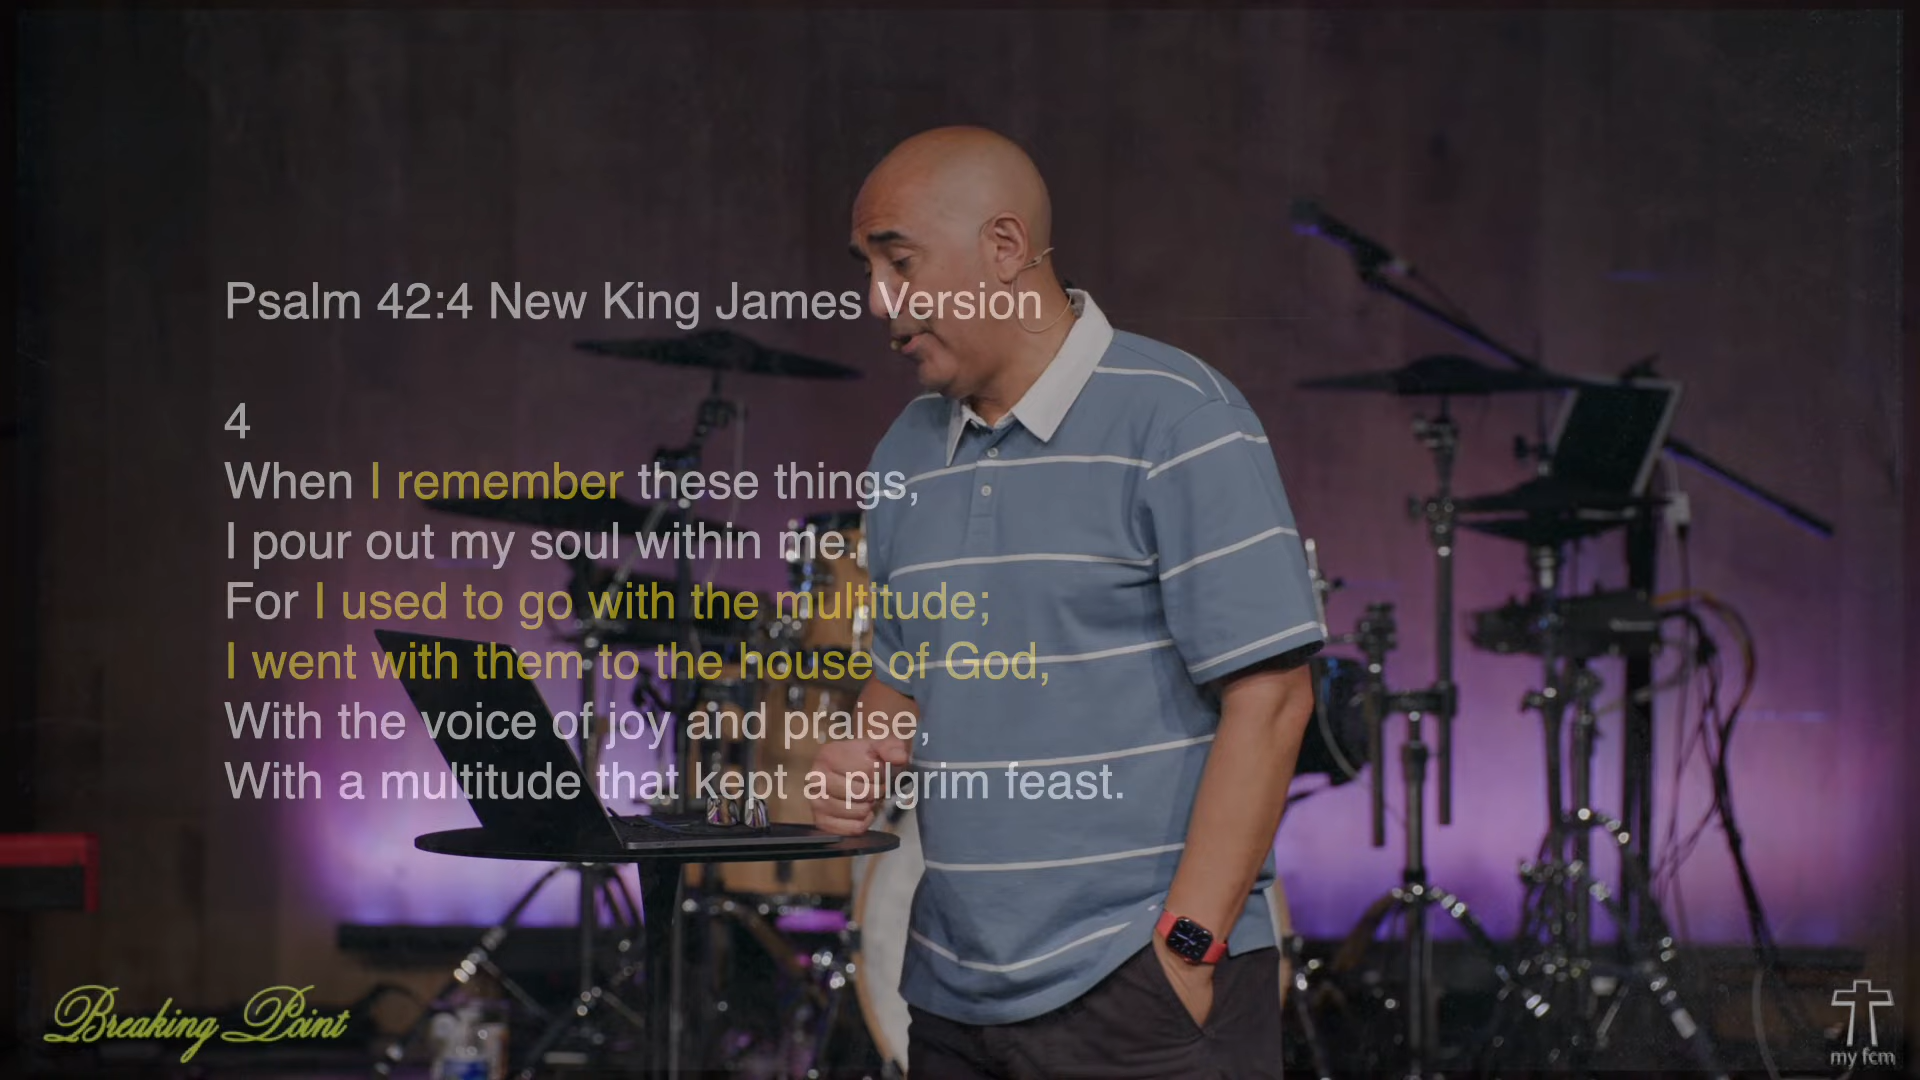 Psalm 42:4 New King James Version
4
When I remember these things,
I pour out my soul within me.
For I used to go with the multitude;
I went with them to the house of God,
With the voice of joy and praise,
With a multitude that kept a pilgrim feast.
Breaking Point
my fcm